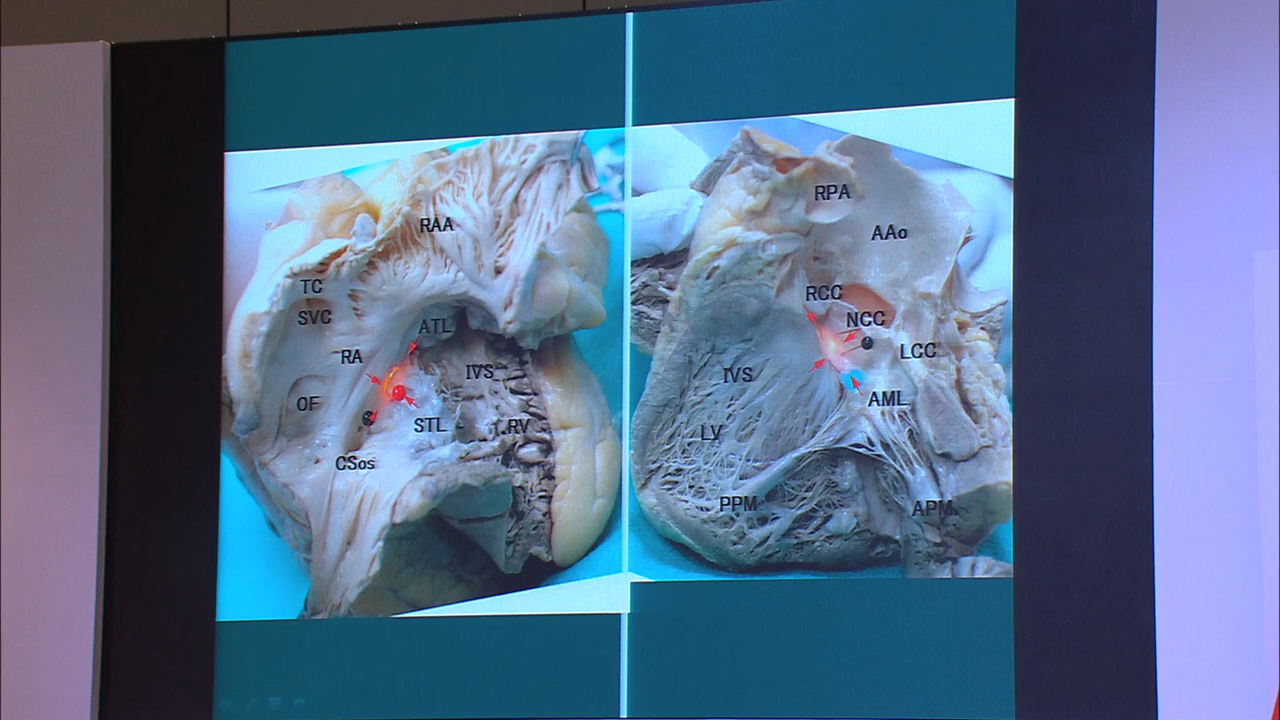 RAA
TC
SVC
ATL
RA
IVS
OF
STL
RV
CSos
RPA
AAo
RCC
NCC
LCC
IVS
AML
LV
PPM
APM